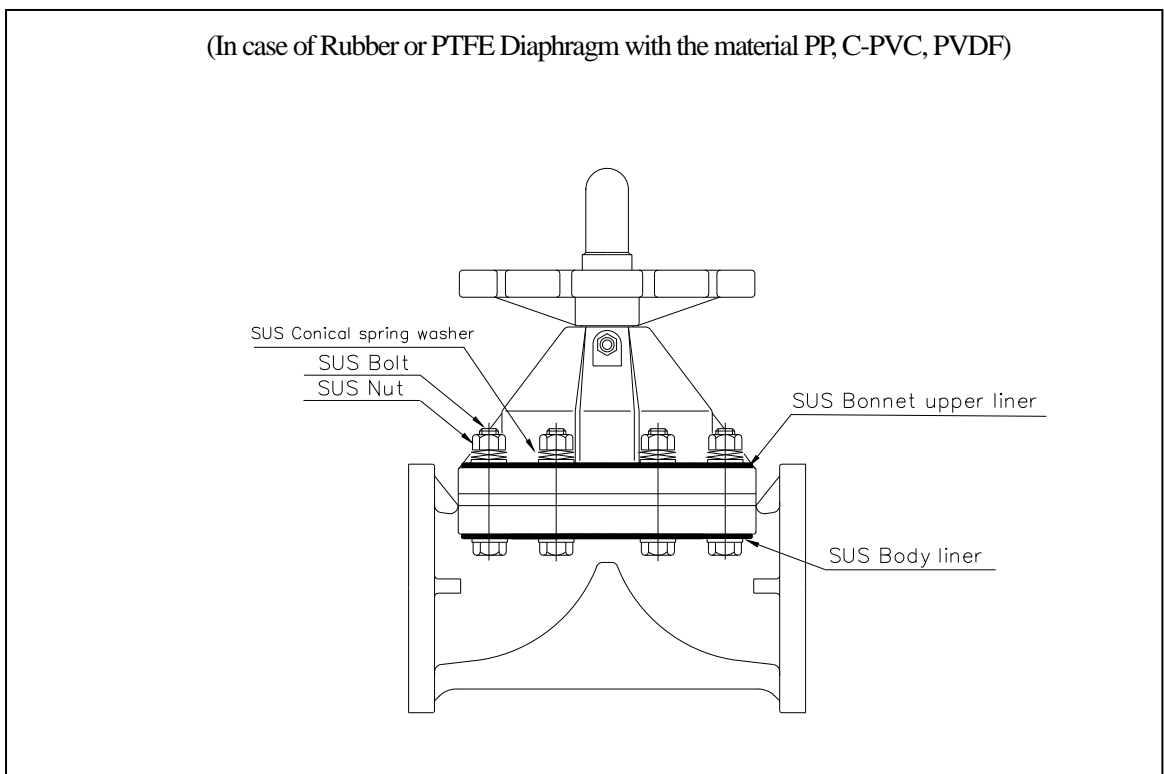 (In case of Rubber or PTFE Diaphragm with the material PP, C-PVC, PVDF)
SUS Conical spring washer
SUS Bolt
SUS Nut
SUS Bonnet upper liner
SUS Body liner